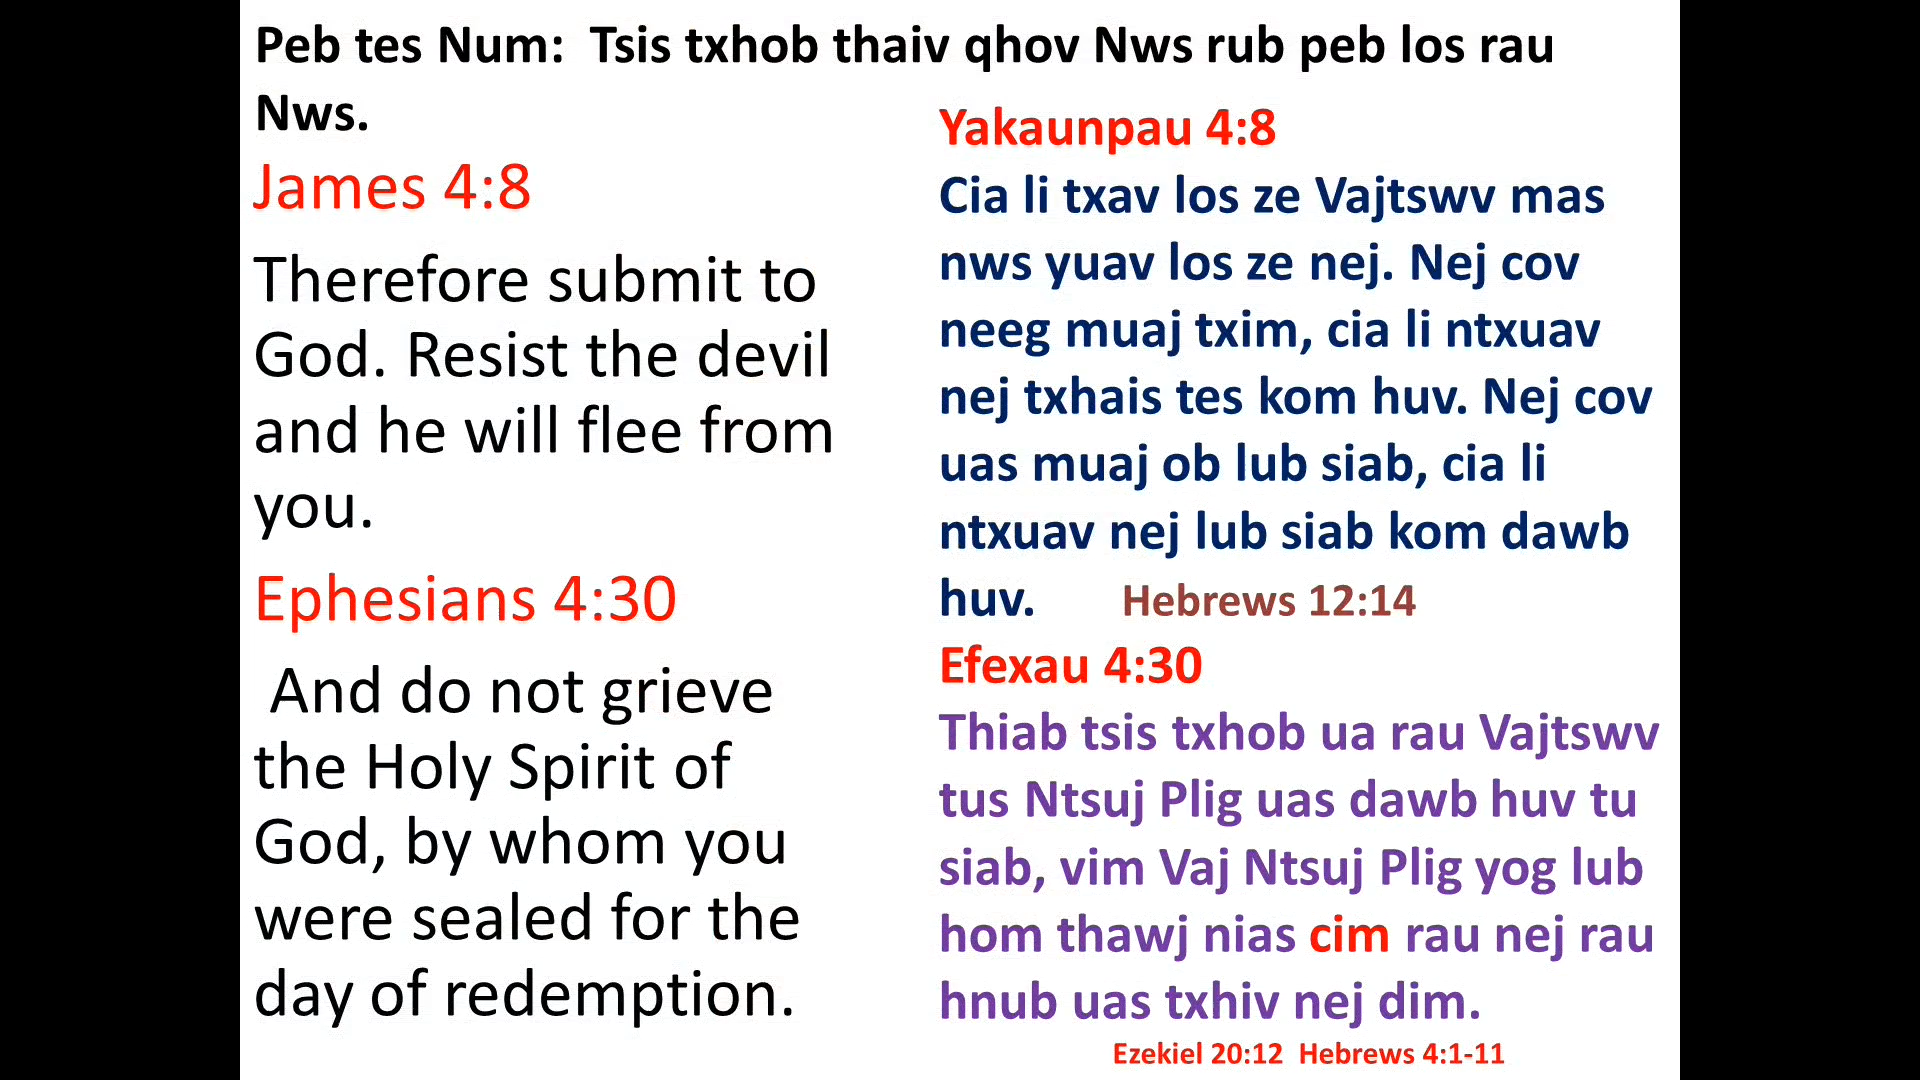 Peb tes Num:  Tsis txhob thaiv qhov Nws rub peb los rau
Nws.
James 4:8
Therefore submit to
God. Resist the devil
and he will flee from
you.
Ephesians 4:30
And do not grieve
the Holy Spirit of
God, by whom you
were sealed for the
day of redemption.
Yakaunpau 4:8
Cia li txav los ze Vajtswv mas
nws yuav los ze nej. Nej cov
neeg muaj txim, cia li ntxuav
nej txhais tes kom huv. Nej cov
uas muaj ob lub siab, cia li
ntxuav nej lub siab kom dawb
huv. Hebrews 12:14
Efexau 4:30
Thiab tsis txhob ua rau Vajtswv
tus Ntsuj Plig uas dawb huv tu
siab, vim Vaj Ntsuj Plig yog lub
hom thawj nias cim rau nej rau
hnub uas txhiv nej dim.
Ezekiel 20:12  Hebrews 4:1-11